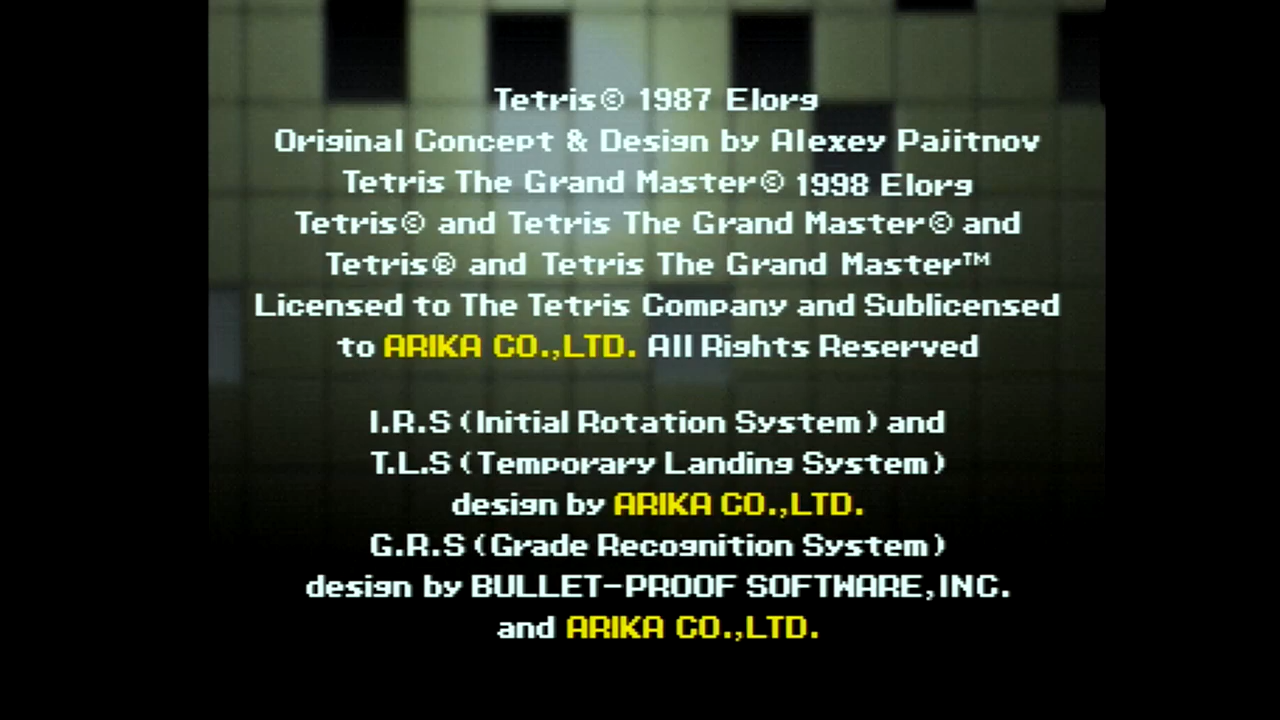 Tetris© 1987 Elorg
Original Concept & Design by Alexey Pajitnov
Tetris The Grand Master© 1998 Elorg
Tetris© and Tetris The Grand Master© and
Tetris® and Tetris The Grand Master™
Licensed to The Tetris Company and Sublicensed
to ARIKA CO.,LTD. All Rights Reserved
I.R.S (Initial Rotation System) and
T.L.S (Temporary Landing System)
design by ARIKA CO.,LTD.
G.R.S (Grade Recognition System)
design by BULLET-PROOF SOFTWARE,INC.
and ARIKA CO.,LTD.